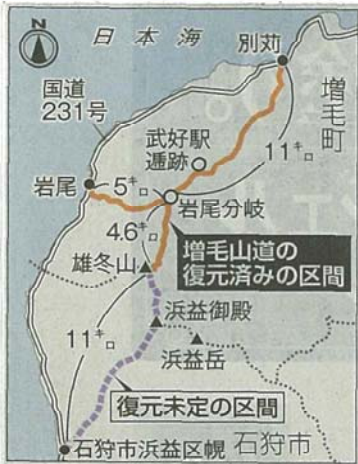 日本海
別苅
国道
231号
増毛町
武好駅
逓跡
11㌔
岩尾
5㌔
岩尾分岐
4.6㌔
増毛山道の
復元済みの区間
雄冬山
浜益御殿
11㌔
浜益岳
復元未定の区間
石狩市浜益区幌
石狩市